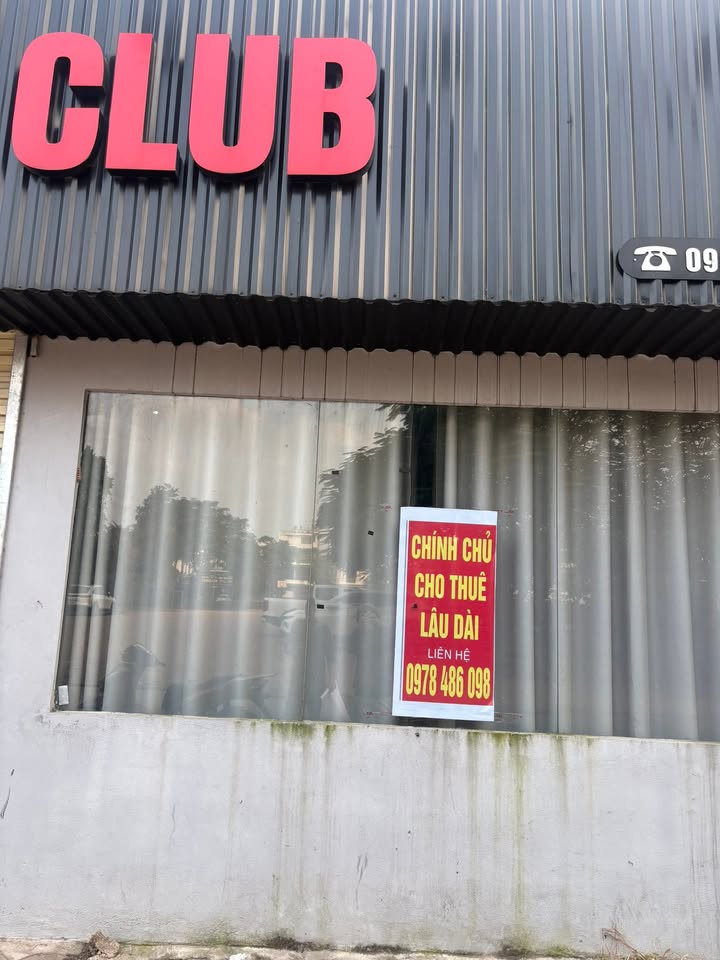 CLUB
09
CHÍNH CHỦ
CHO THUÊ
LÂU DÀI
LIÊN HỆ
0978 486 098